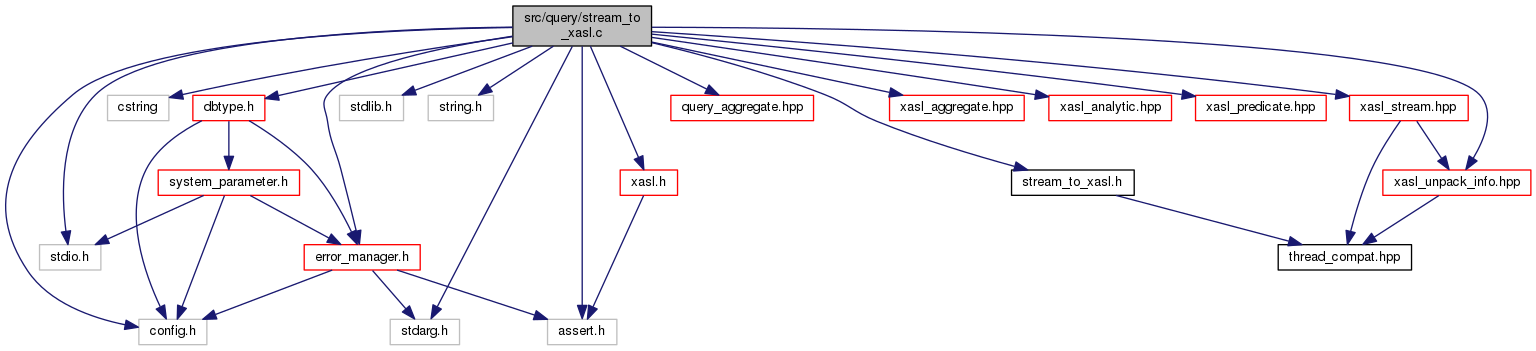 src/query/stream_to
_xasl.c
cstring
dbtype.h
stdlib.h
string.h
query_aggregate.hpp
xasl_aggregate.hpp
xasl_analytic.hpp
xasl_predicate.hpp
xasl_stream.hpp
system_parameter.h
xasl.h
stream_to_xasl.h
xasl_unpack_info.hpp
stdio.h
error_manager.h
thread_compat.hpp
config.h
stdarg.h
assert.h